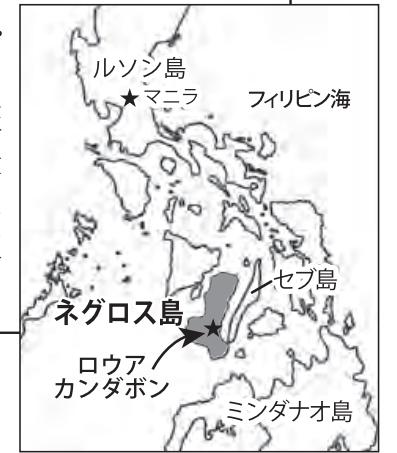 ルソン島
★マニラ
フィリピン海
セブ島
ネグロス島
★
ロウア
カンダボン
ミンダナオ島